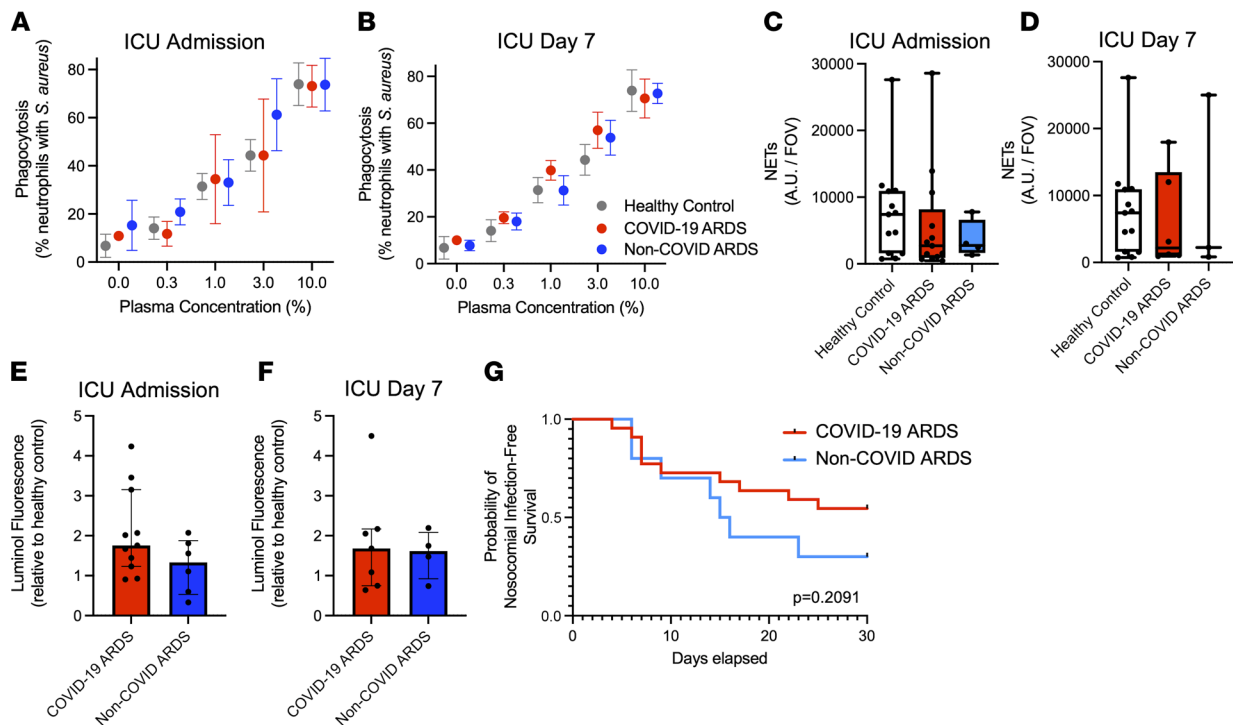 A
ICU Admission
Phagocytosis
(% neutrophils with S. aureus)
80
60
40
20
0
0.0
0.3
1.0
3.0
10.0
Plasma Concentration (%)
B
ICU Day 7
Phagocytosis
(% neutrophils with S. aureus)
80
60
40
20
0
0.0
0.3
1.0
3.0
10.0
Plasma Concentration (%)
Healthy Control
COVID-19 ARDS
Non-COVID ARDS
C
ICU Admission
NETs
(A.U. / FOV)
30000
20000
10000
0
Healthy Control
COVID-19 ARDS
Non-COVID ARDS
D
ICU Day 7
NETs
(A.U. / FOV)
30000
20000
10000
0
Healthy Control
COVID-19 ARDS
Non-COVID ARDS
E
ICU Admission
Luminol Fluorescence
(relative to healthy control)
5
4
3
2
1
0
COVID-19 ARDS
Non-COVID ARDS
F
ICU Day 7
Luminol Fluorescence
(relative to healthy control)
5
4
3
2
1
0
COVID-19 ARDS
Non-COVID ARDS
G
Probability of
Nosocomial Infection-Free
Survival
1.0
0.5
0.0
0
10
20
30
Days elapsed
COVID-19 ARDS
Non-COVID ARDS
p=0.2091